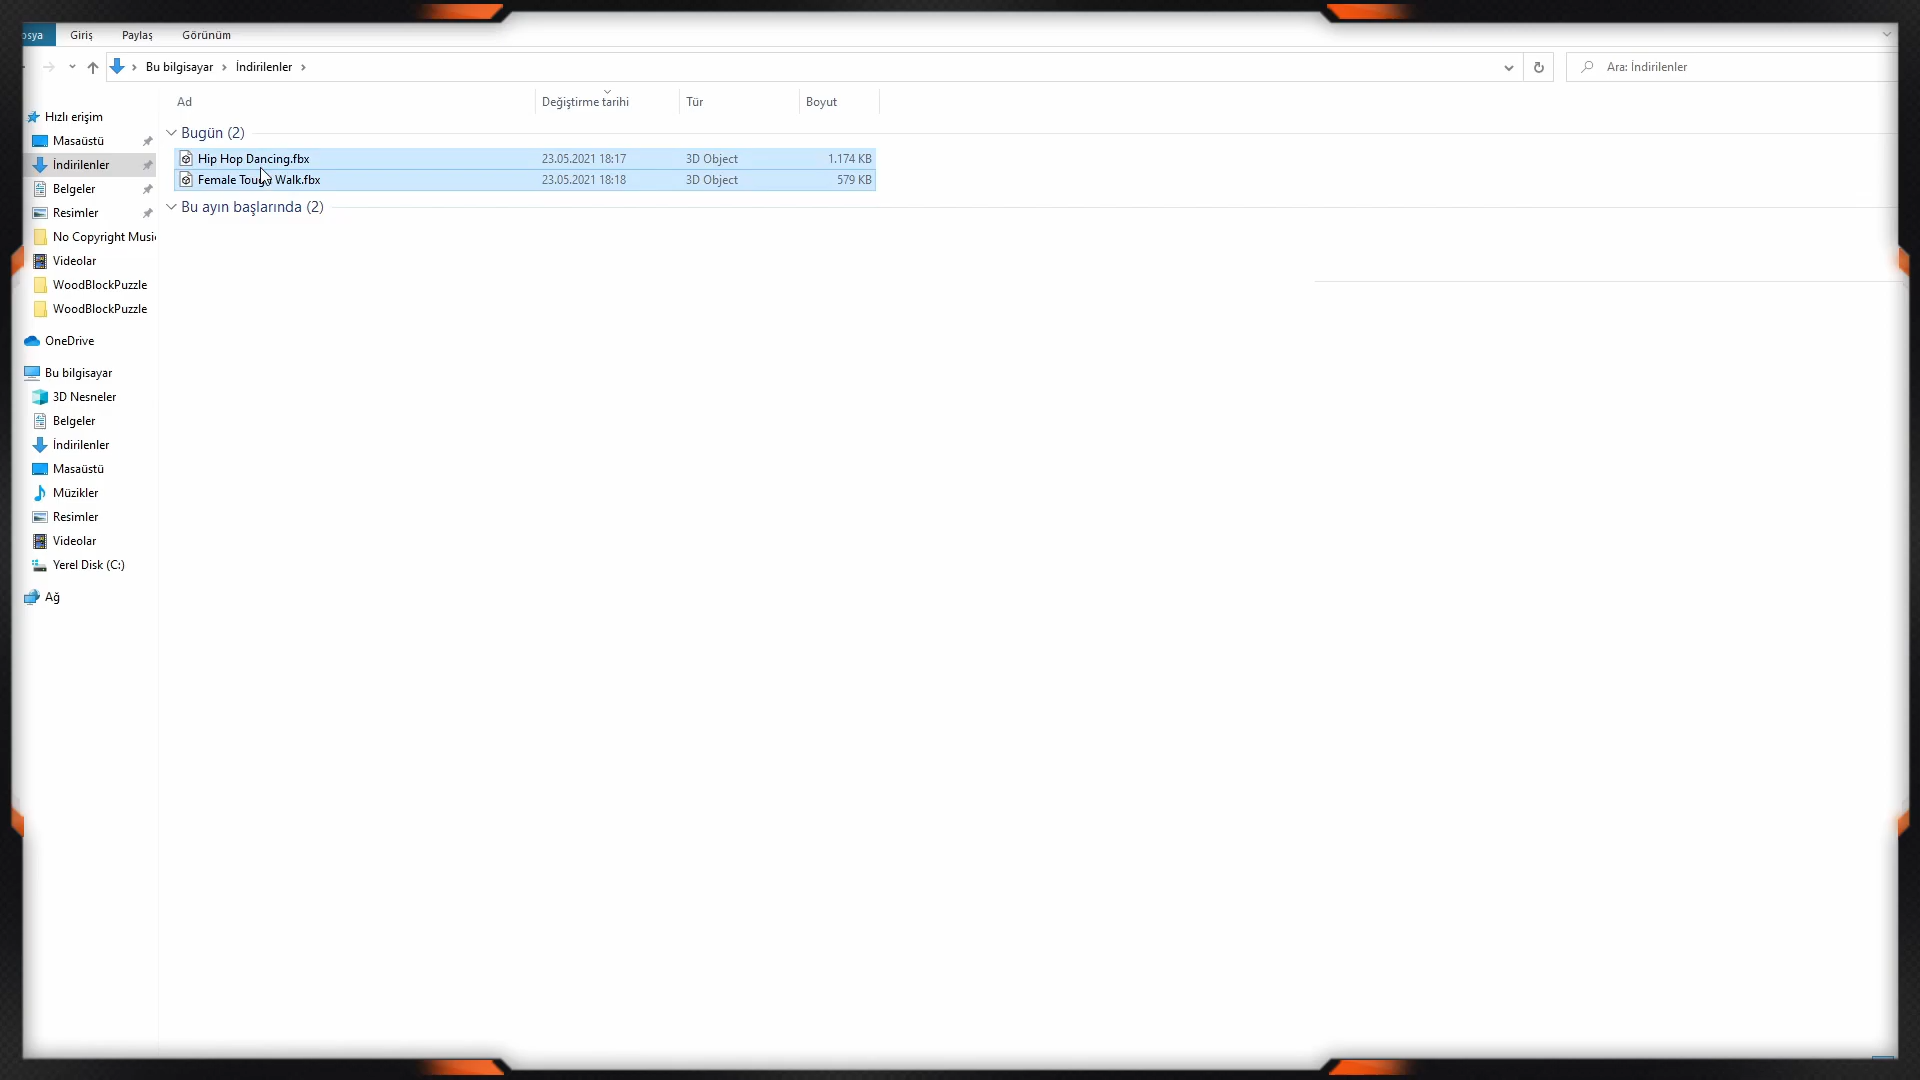 osya Giriş Paylaş Görünüm
Bu bilgisayar İndirilenler
Ara: İndirilenler
Ad Değiştirme tarihi Tür Boyut
Hızlı erişim
Masaüstü
İndirilenler
Belgeler
Resimler
No Copyright Musi
Videolar
WoodBlockPuzzle
WoodBlockPuzzle
OneDrive
Bu bilgisayar
3D Nesneler
Belgeler
İndirilenler
Masaüstü
Müzikler
Resimler
Videolar
Yerel Disk (C:)
Ağ
Bugün (2)
Hip Hop Dancing.fbx 23.05.2021 18:17 3D Object 1.174 KB
Female Tough Walk.fbx 23.05.2021 18:18 3D Object 579 KB
Bu ayın başlarında (2)